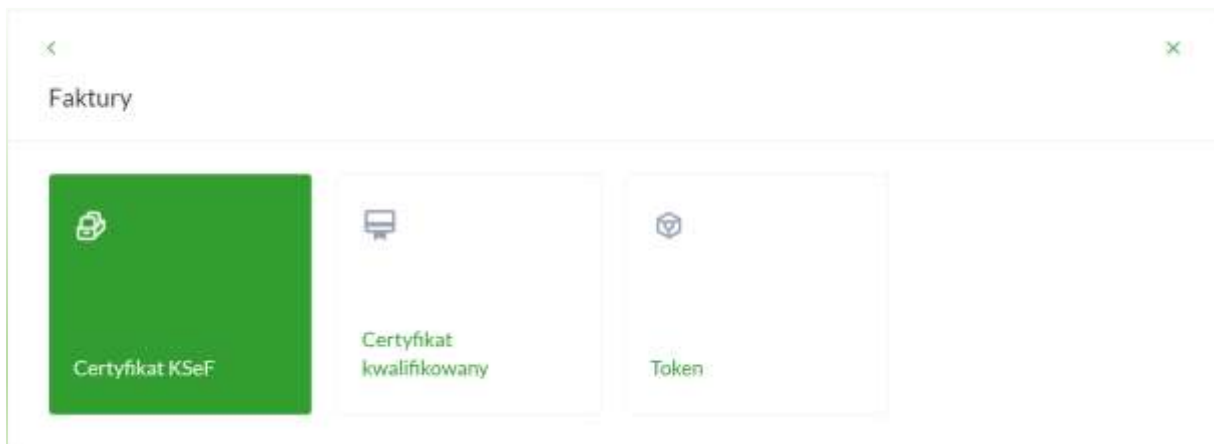 Faktury
Certyfikat KSeF
Certyfikat
kwalifikowany
Token